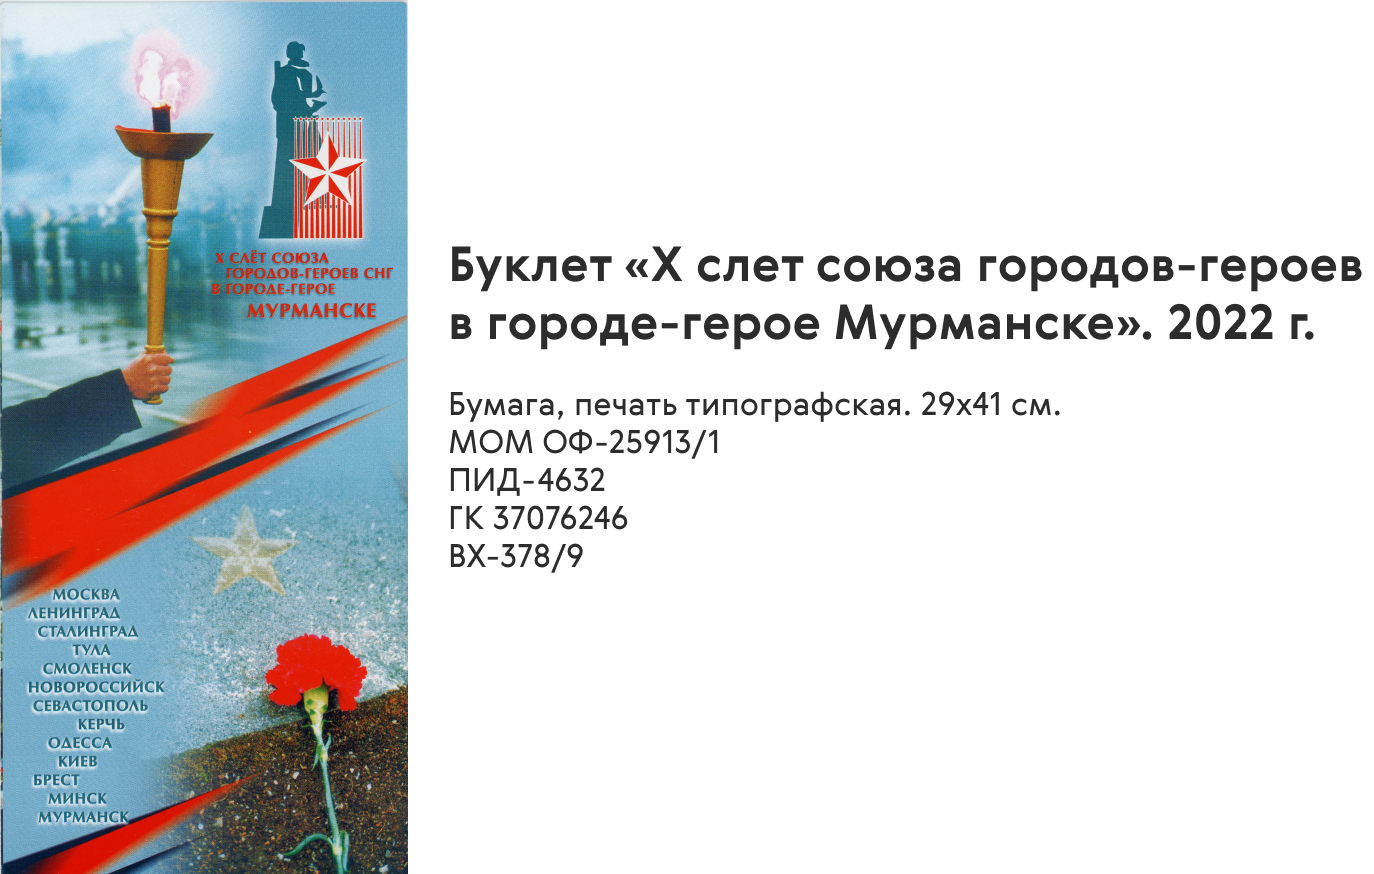 Х СЛЁТ СОЮЗА
ГОРОДОВ-ГЕРОЕВ СНГ
В ГОРОДЕ-ГЕРОЕ
МУРМАНСКЕ
МОСКВА
ЛЕНИНГРАД
СТАЛИНГРАД
ТУЛА
СМОЛЕНСК
НОВОРОССИЙСК
СЕВАСТОПОЛЬ
КЕРЧЬ
ОДЕССА
КИЕВ
БРЕСТ
МИНСК
МУРМАНСК
Буклет «Х слет союза городов-героев
в городе-герое Мурманске». 2022 г.
Бумага, печать типографская. 29х41 см.
МОМ ОФ-25913/1
ПИД-4632
ГК 37076246
ВХ-378/9